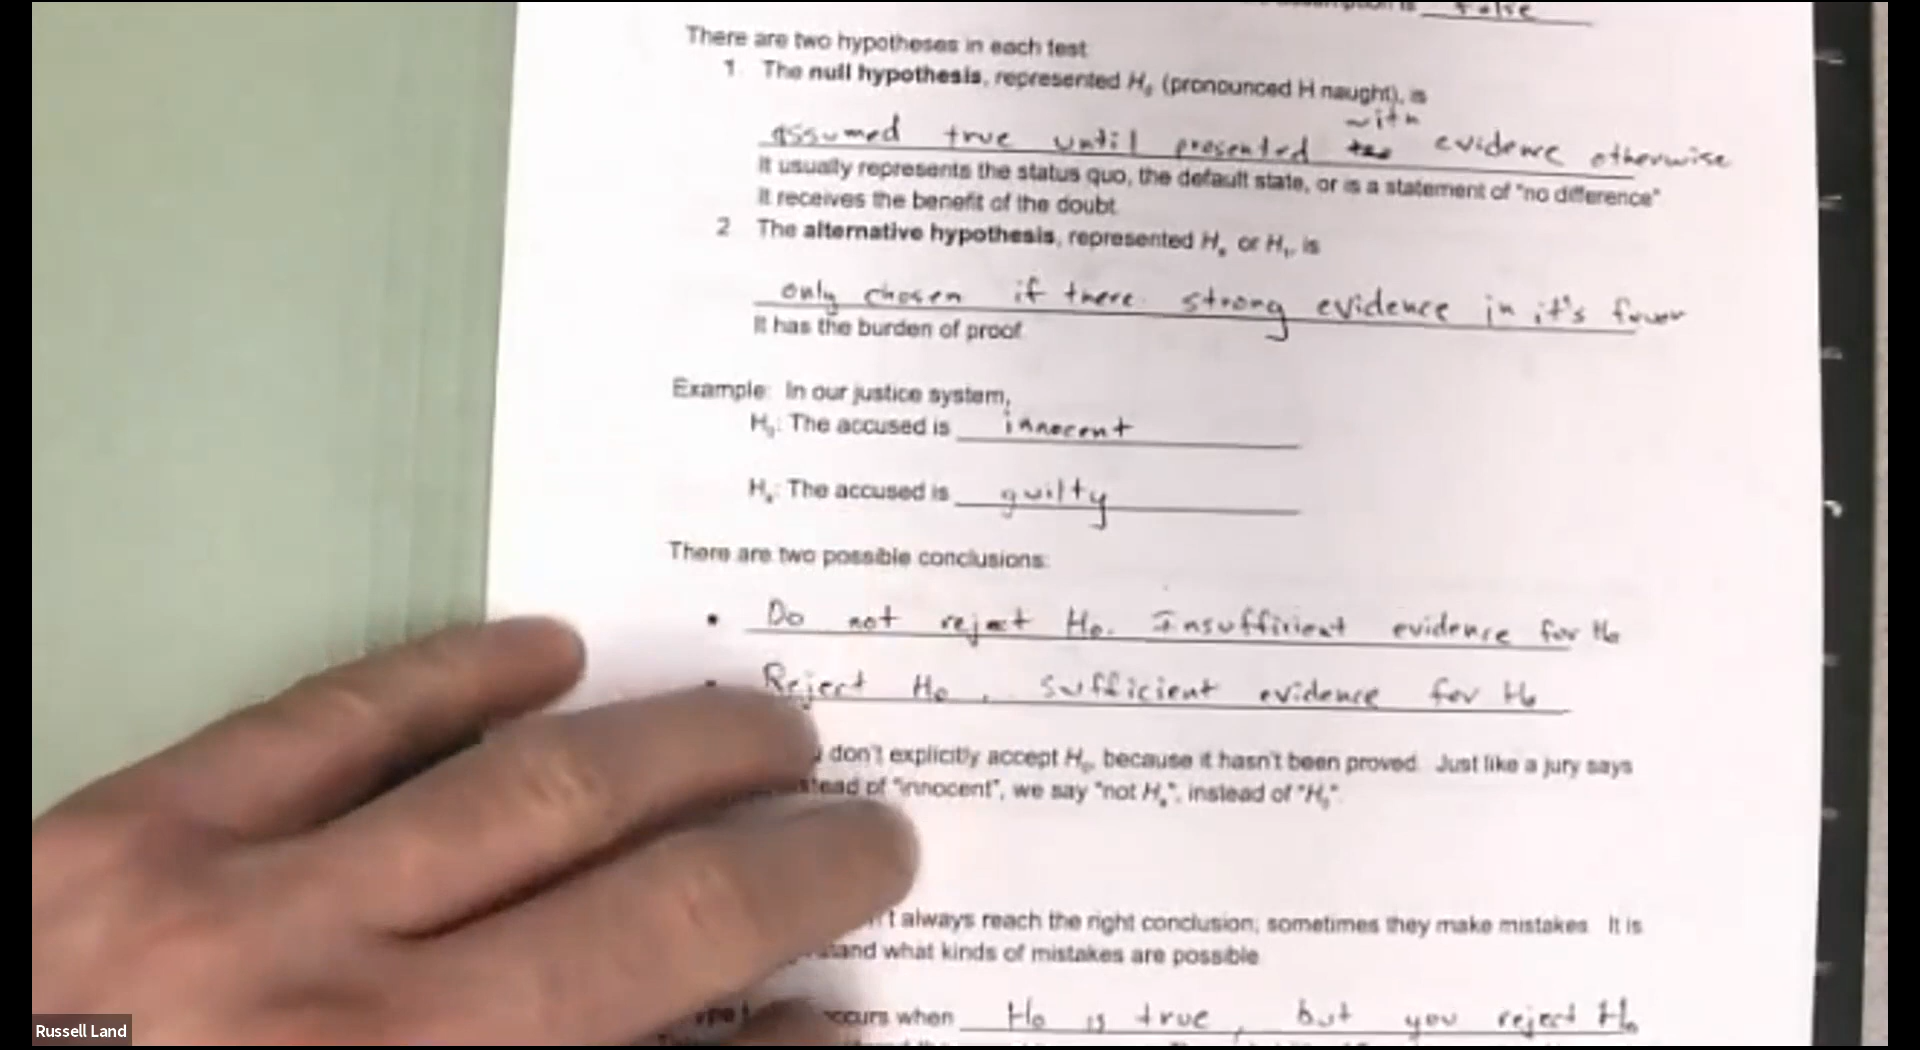 is false
There are two hypotheses in each test
1. The null hypothesis, represented H₀ (pronounced H naught), is
with
assumed true until presented evidence otherwise
It usually represents the status quo, the default state, or is a statement of "no difference"
It receives the benefit of the doubt
2 The alternative hypothesis, represented Hₐ or H₁, is
only chosen if there strong evidence in it's favor
It has the burden of proof
Example: In our justice system,
H₀: The accused is innocent
Hₐ: The accused is guilty
There are two possible conclusions:
• Do not reject Ho. Insufficient evidence for Ha
• Reject Ho, sufficient evidence for Ha
don't explicitly accept H₀, because it hasn't been proved. Just like a jury says
of "innocent", we say "not Hₐ", instead of "H₀".
always reach the right conclusion; sometimes they make mistakes. It is
what kinds of mistakes are possible
when Ho is true, but you reject Ho
Russell Land